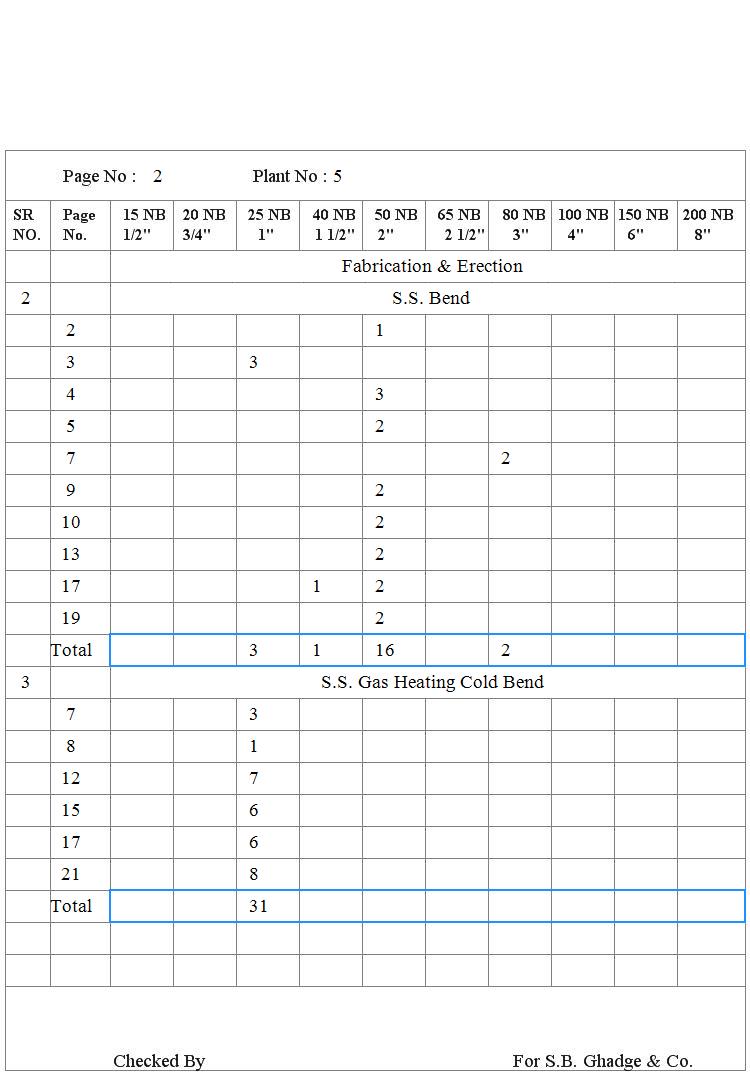 Page No : 2 Plant No : 5
SR Page 15 NB 20 NB 25 NB 40 NB 50 NB 65 NB 80 NB 100 NB 150 NB 200 NB
NO. No. 1/2" 3/4" 1" 1 1/2" 2" 2 1/2" 3" 4" 6" 8"
Fabrication & Erection
2 S.S. Bend
2 1
3 3
4 3
5 2
7 2
9 2
10 2
13 2
17 1 2
19 2
Total 3 1 16 2
3 S.S. Gas Heating Cold Bend
7 3
8 1
12 7
15 6
17 6
21 8
Total 31
Checked By For S.B. Ghadge & Co.